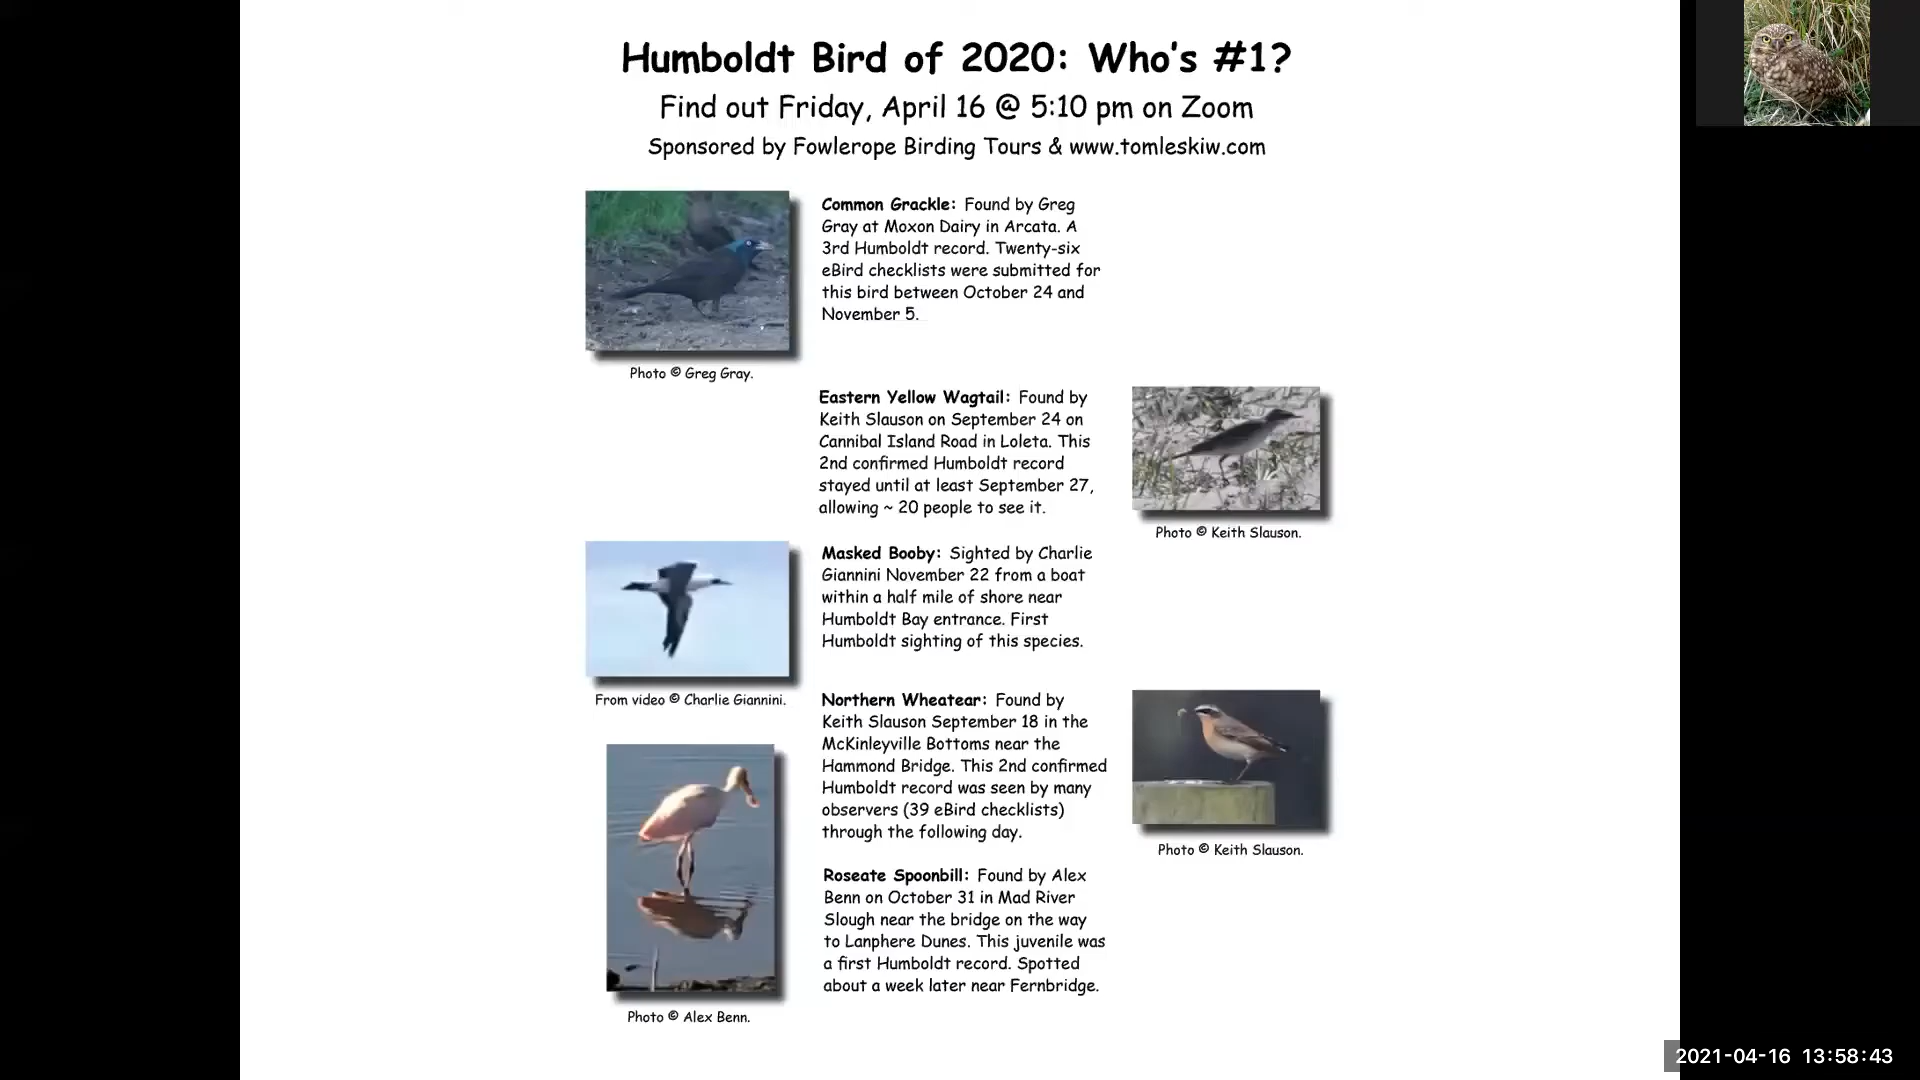 Humboldt Bird of 2020: Who's #1?
Find out Friday, April 16 @ 5:10 pm on Zoom
Sponsored by Fowlerope Birding Tours & www.tomleskiw.com
Common Grackle: Found by Greg
Gray at Moxon Dairy in Arcata. A
3rd Humboldt record. Twenty-six
eBird checklists were submitted for
this bird between October 24 and
November 5.
Photo © Greg Gray.
Eastern Yellow Wagtail: Found by
Keith Slauson on September 24 on
Cannibal Island Road in Loleta. This
2nd confirmed Humboldt record
stayed until at least September 27,
allowing ~ 20 people to see it.
Photo © Keith Slauson.
Masked Booby: Sighted by Charlie
Giannini November 22 from a boat
within a half mile of shore near
Humboldt Bay entrance. First
Humboldt sighting of this species.
From video © Charlie Giannini.
Northern Wheatear: Found by
Keith Slauson September 18 in the
McKinleyville Bottoms near the
Hammond Bridge. This 2nd confirmed
Humboldt record was seen by many
observers (39 eBird checklists)
through the following day.
Photo © Keith Slauson.
Roseate Spoonbill: Found by Alex
Benn on October 31 in Mad River
Slough near the bridge on the way
to Lanphere Dunes. This juvenile was
a first Humboldt record. Spotted
about a week later near Fernbridge.
Photo © Alex Benn.
2021-04-16 13:58:43